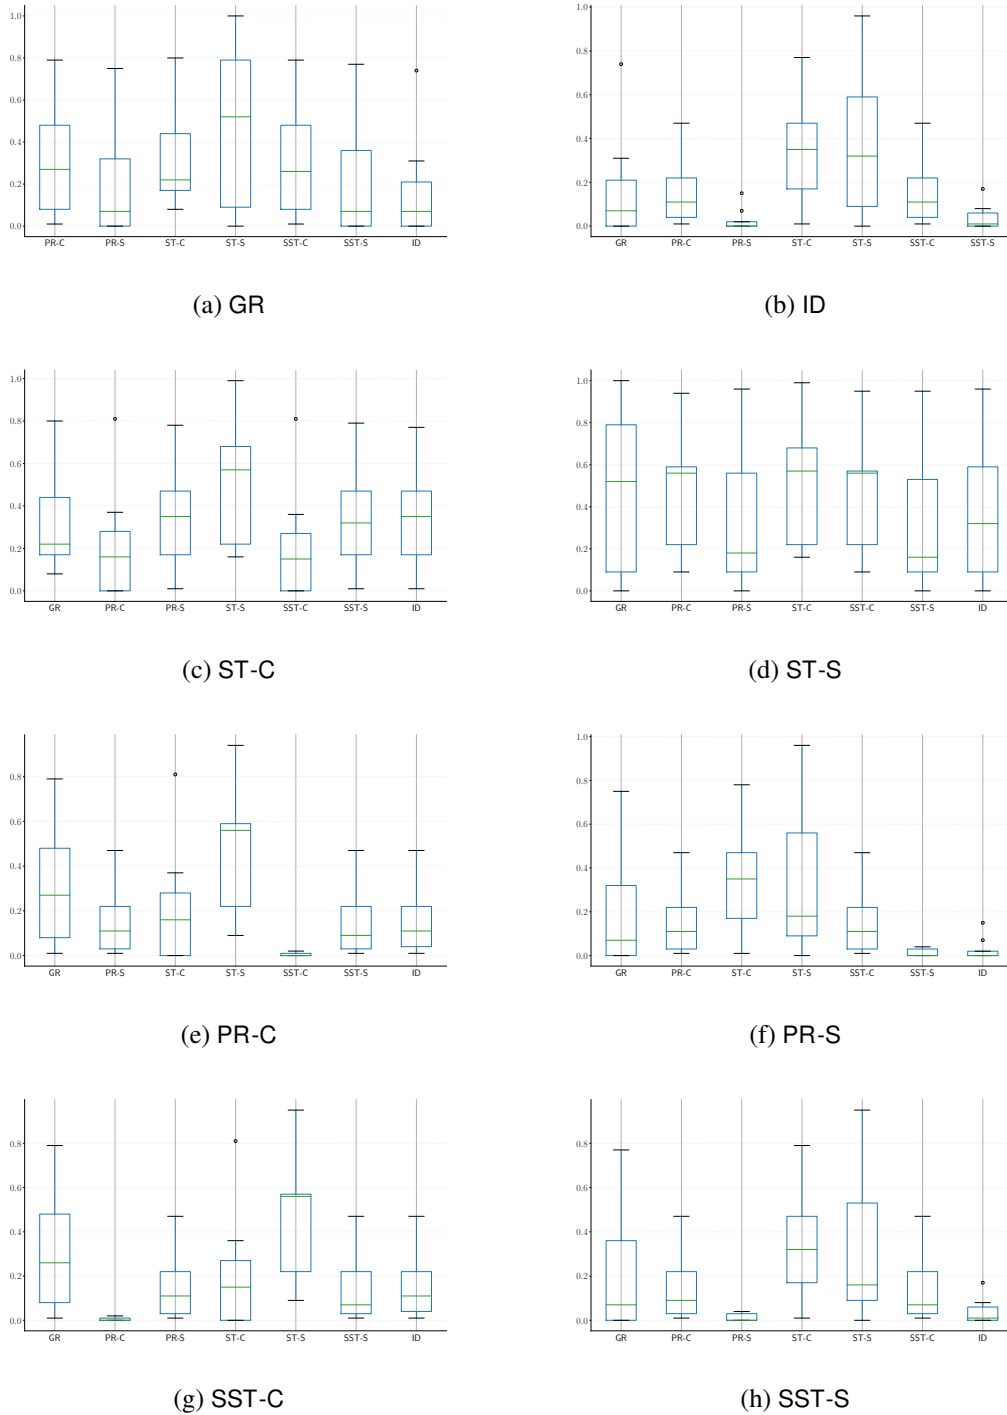 1.0
0.8
0.6
0.4
0.2
0.0
PR-C PR-S ST-C ST-S SST-C SST-S ID
(a) GR
1.0
0.8
0.6
0.4
0.2
0.0
GR PR-C PR-S ST-C ST-S SST-C SST-S
(b) ID
1.0
0.8
0.6
0.4
0.2
0.0
GR PR-C PR-S ST-S SST-C SST-S ID
(c) ST-C
1.0
0.8
0.6
0.4
0.2
0.0
GR PR-C PR-S ST-C SST-C SST-S ID
(d) ST-S
0.8
0.6
0.4
0.2
0.0
GR PR-S ST-C ST-S SST-C SST-S ID
(e) PR-C
1.0
0.8
0.6
0.4
0.2
0.0
GR PR-C ST-C ST-S SST-C SST-S ID
(f) PR-S
0.8
0.6
0.4
0.2
0.0
GR PR-C PR-S ST-C ST-S SST-S ID
(g) SST-C
0.8
0.6
0.4
0.2
0.0
GR PR-C PR-S ST-C ST-S SST-C ID
(h) SST-S